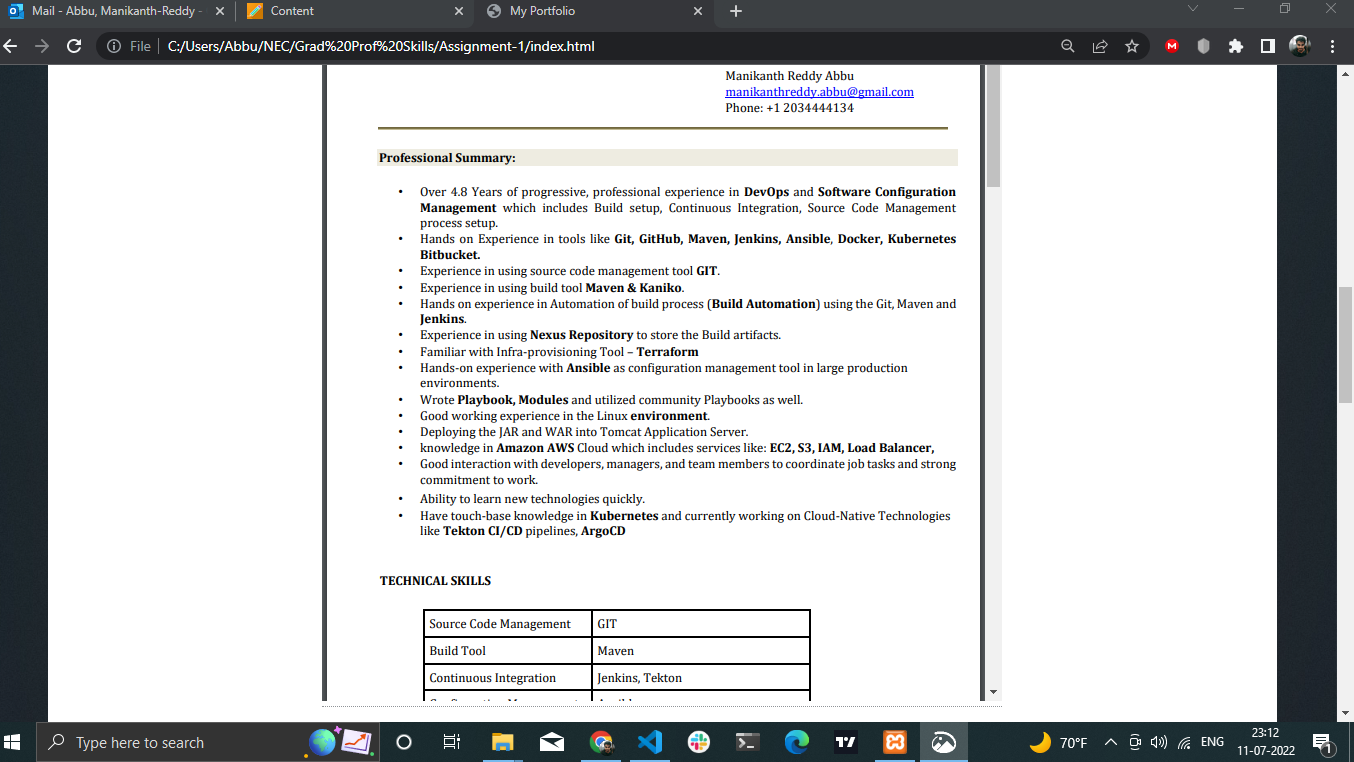 Mail - Abbu, Manikanth-Reddy -
Content
My Portfolio
File
C:/Users/Abbu/NEC/Grad%20Prof%20Skills/Assignment-1/index.html
Manikanth Reddy Abbu
manikanthreddy.abbu@gmail.com
Phone: +1 2034444134
Professional Summary:
• Over 4.8 Years of progressive, professional experience in DevOps and Software Configuration
Management which includes Build setup, Continuous Integration, Source Code Management
process setup.
• Hands on Experience in tools like Git, GitHub, Maven, Jenkins, Ansible, Docker, Kubernetes
Bitbucket.
• Experience in using source code management tool GIT.
• Experience in using build tool Maven & Kaniko.
• Hands on experience in Automation of build process (Build Automation) using the Git, Maven and
Jenkins.
• Experience in using Nexus Repository to store the Build artifacts.
• Familiar with Infra-provisioning Tool – Terraform
• Hands-on experience with Ansible as configuration management tool in large production
environments.
• Wrote Playbook, Modules and utilized community Playbooks as well.
• Good working experience in the Linux environment.
• Deploying the JAR and WAR into Tomcat Application Server.
• knowledge in Amazon AWS Cloud which includes services like: EC2, S3, IAM, Load Balancer,
• Good interaction with developers, managers, and team members to coordinate job tasks and strong
commitment to work.
• Ability to learn new technologies quickly.
• Have touch-base knowledge in Kubernetes and currently working on Cloud-Native Technologies
like Tekton CI/CD pipelines, ArgoCD
TECHNICAL SKILLS
Source Code Management GIT
Build Tool Maven
Continuous Integration Jenkins, Tekton
Type here to search
70°F
ENG
23:12
11-07-2022
1